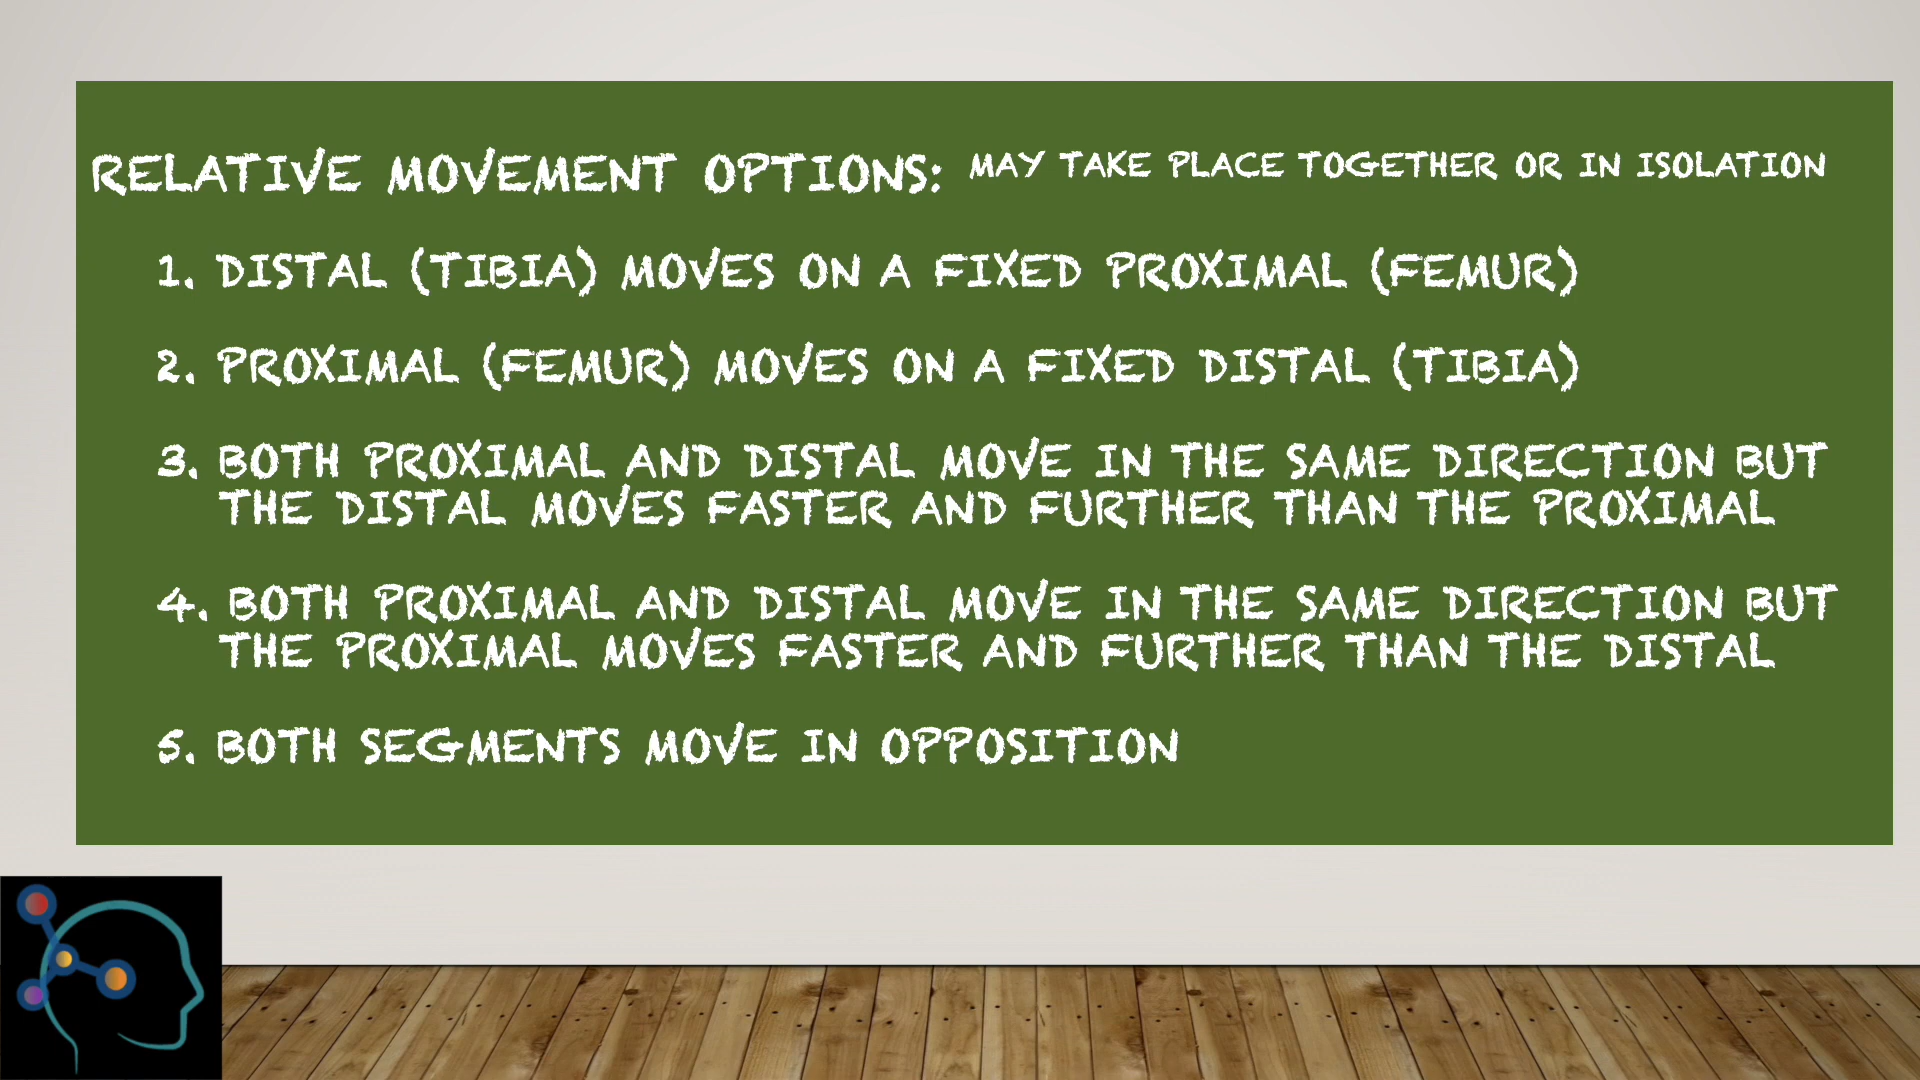 RELATIVE MOVEMENT OPTIONS: MAY TAKE PLACE TOGETHER OR IN ISOLATION
1. DISTAL (TIBIA) MOVES ON A FIXED PROXIMAL (FEMUR)
2. PROXIMAL (FEMUR) MOVES ON A FIXED DISTAL (TIBIA)
3. BOTH PROXIMAL AND DISTAL MOVE IN THE SAME DIRECTION BUT
THE DISTAL MOVES FASTER AND FURTHER THAN THE PROXIMAL
4. BOTH PROXIMAL AND DISTAL MOVE IN THE SAME DIRECTION BUT
THE PROXIMAL MOVES FASTER AND FURTHER THAN THE DISTAL
5. BOTH SEGMENTS MOVE IN OPPOSITION